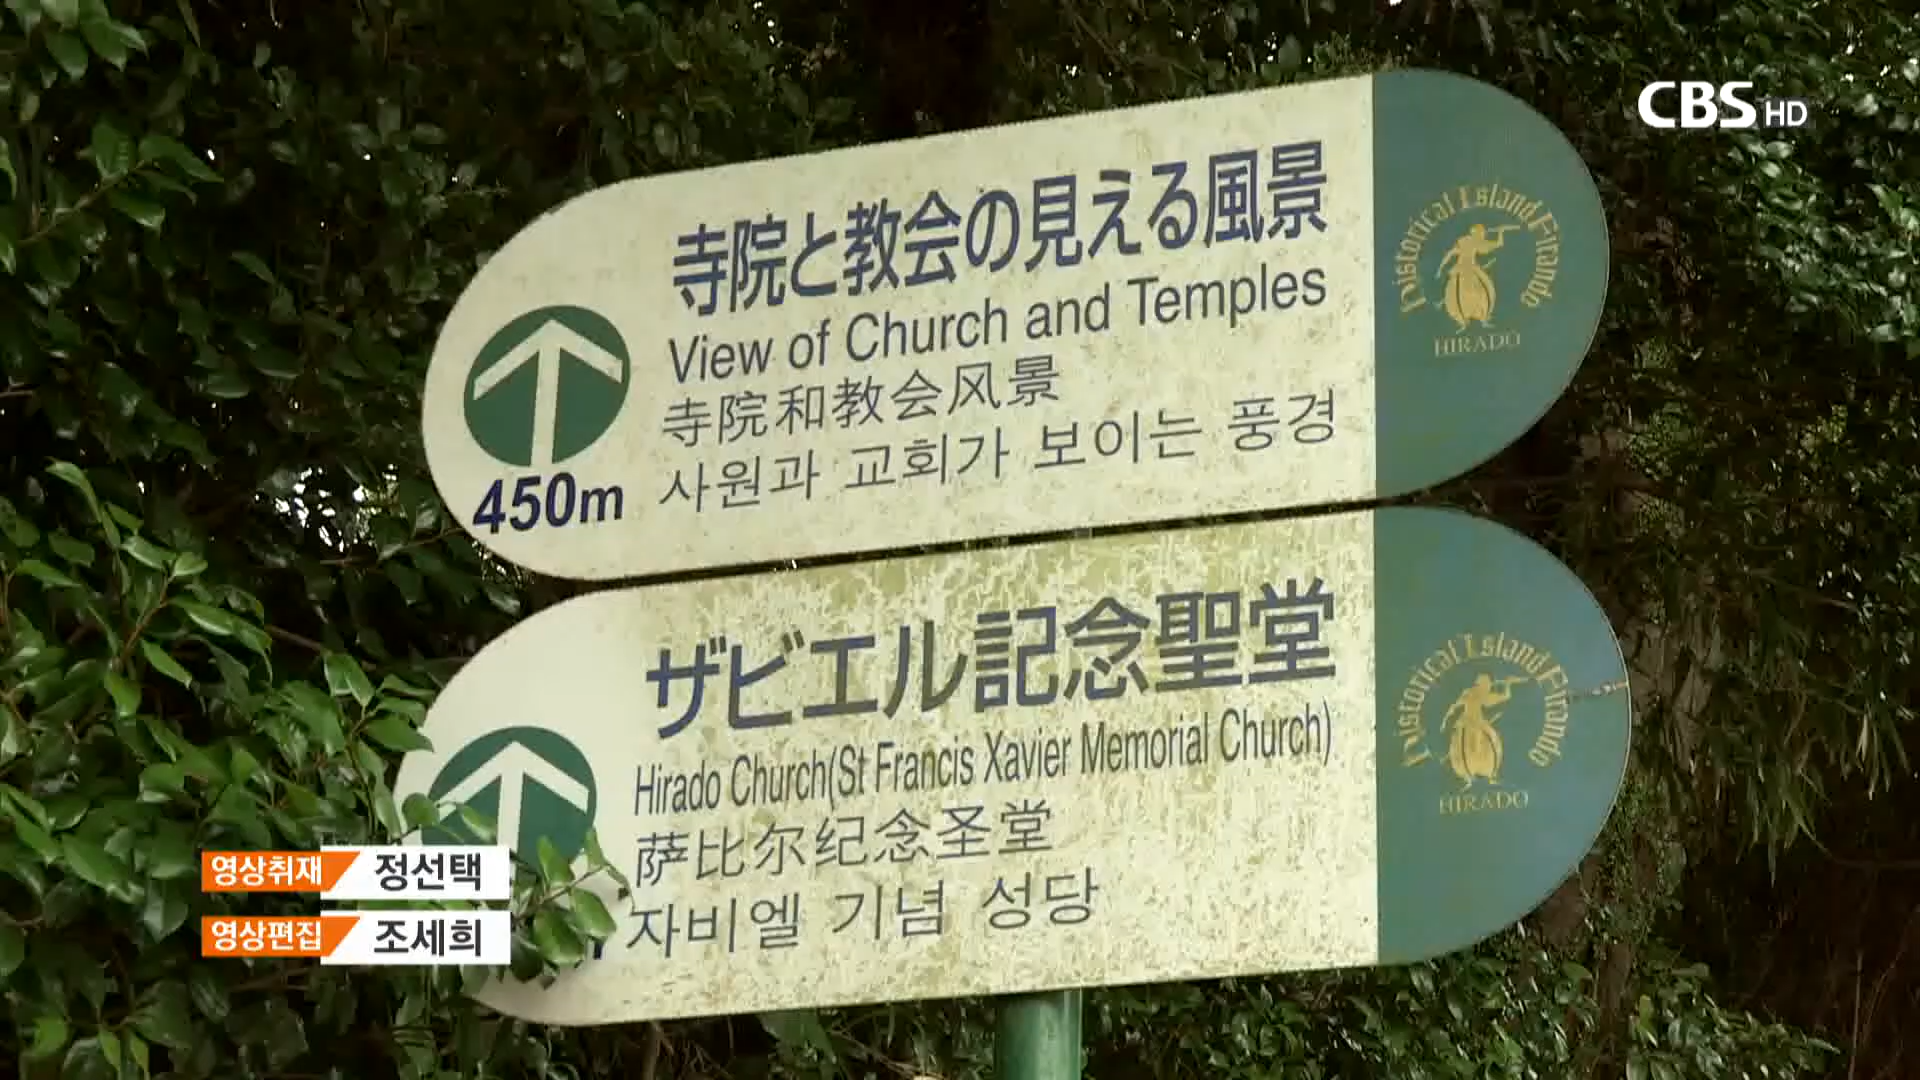 CBS HD
寺院と教会の見える風景
View of Church and Temples
寺院和教会风景
사원과 교회가 보이는 풍경
450m
Historical Island Firando
HIRADO
ザビエル記念聖堂
Hirado Church(St Francis Xavier Memorial Church)
萨比尔纪念圣堂
자비엘 기념 성당
Historical Island Firando
HIRADO
영상취재 정선택
영상편집 조세희